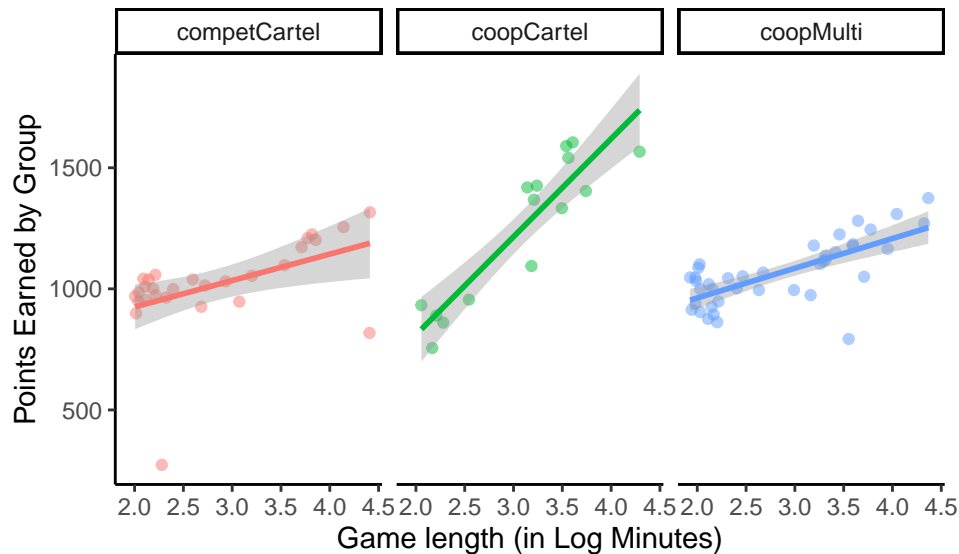 competCartel coopCartel coopMulti
Points Earned by Group
1500
1000
500
2.0 2.5 3.0 3.5 4.0 4.5 2.0 2.5 3.0 3.5 4.0 4.5 2.0 2.5 3.0 3.5 4.0 4.5
Game length (in Log Minutes)